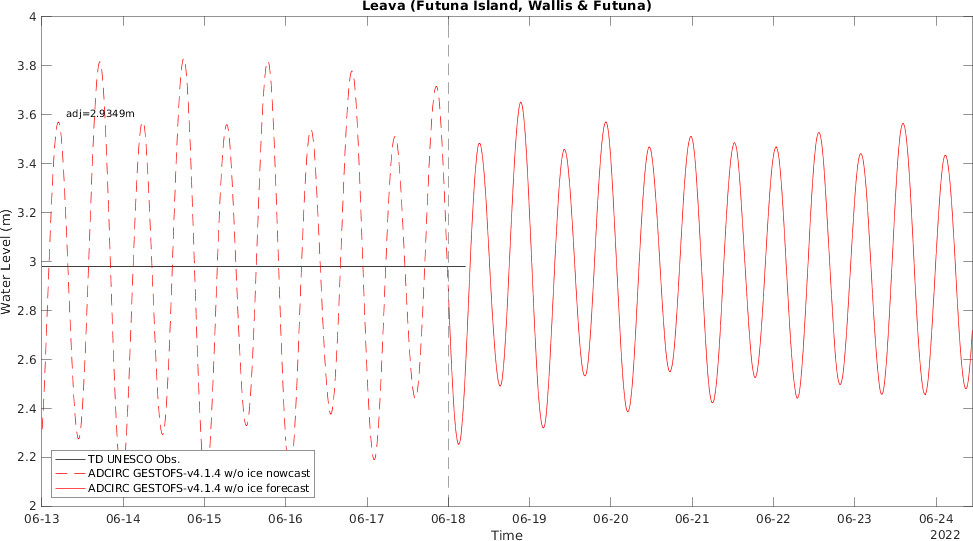 Leava (Futuna Island, Wallis & Futuna)
4
3.8
3.6
3.4
3.2
3
2.8
2.6
2.4
2.2
2
Water Level (m)
adj=2.9349m
TD UNESCO Obs.
ADCIRC GESTOFS-v4.1.4 w/o ice nowcast
ADCIRC GESTOFS-v4.1.4 w/o ice forecast
06-13 06-14 06-15 06-16 06-17 06-18 06-19 06-20 06-21 06-22 06-23 06-24
Time
2022